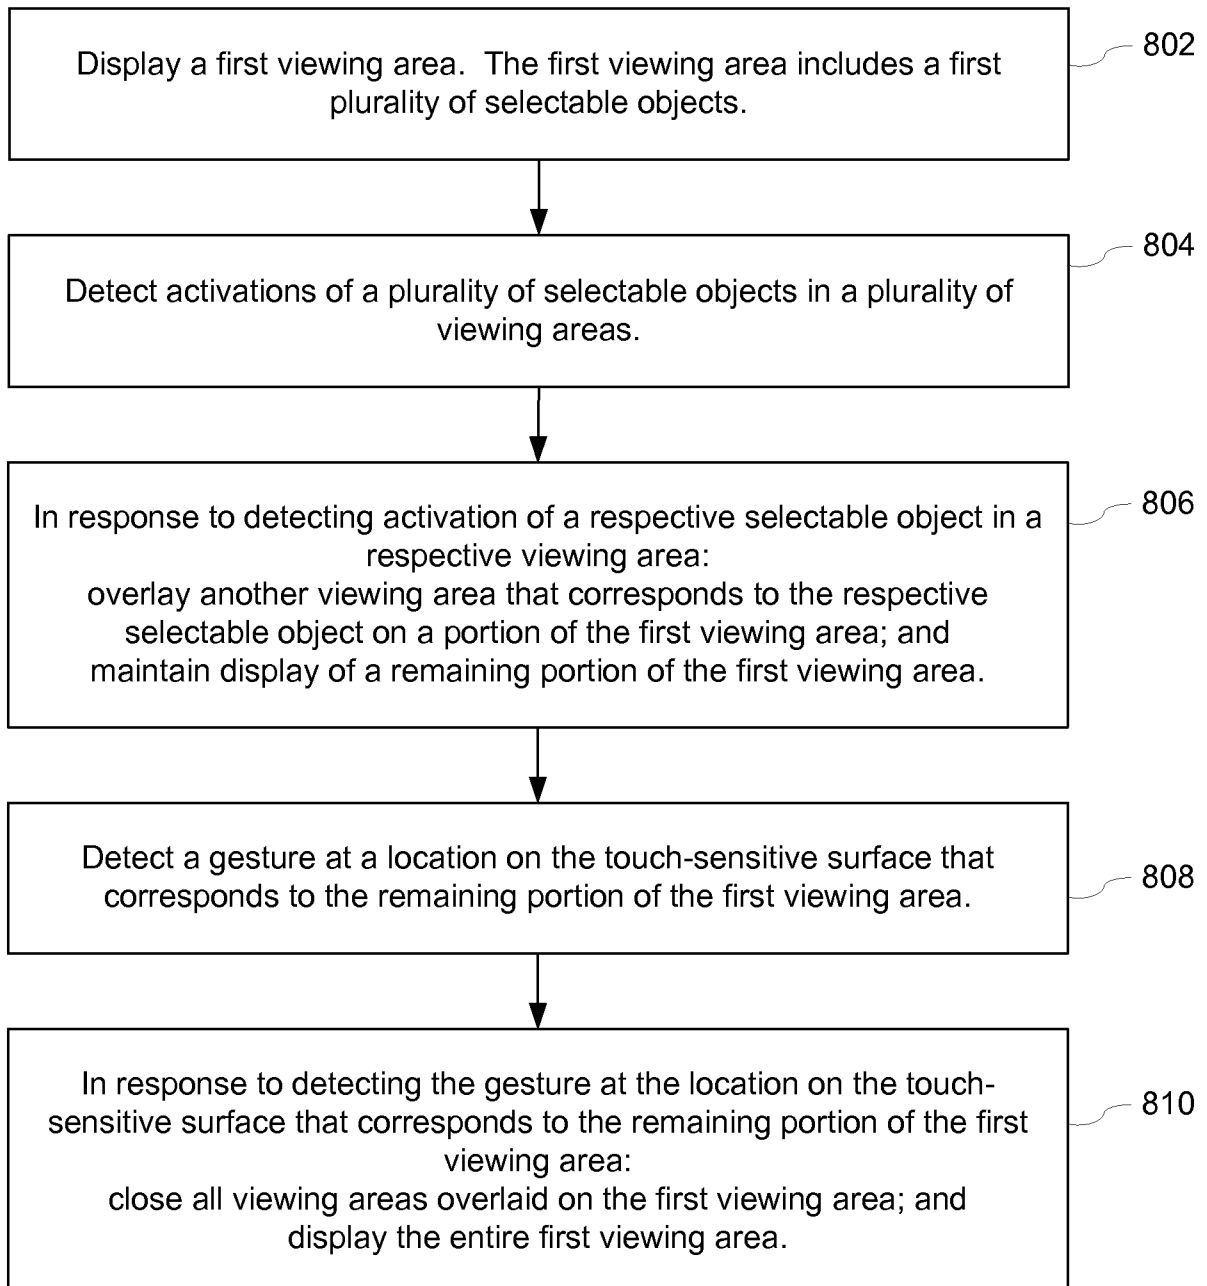 Display a first viewing area.  The first viewing area includes a first
plurality of selectable objects.
802
Detect activations of a plurality of selectable objects in a plurality of
viewing areas.
804
In response to detecting activation of a respective selectable object in a
respective viewing area:
overlay another viewing area that corresponds to the respective
selectable object on a portion of the first viewing area; and
maintain display of a remaining portion of the first viewing area.
806
Detect a gesture at a location on the touch-sensitive surface that
corresponds to the remaining portion of the first viewing area.
808
In response to detecting the gesture at the location on the touch-
sensitive surface that corresponds to the remaining portion of the first
viewing area:
close all viewing areas overlaid on the first viewing area; and
display the entire first viewing area.
810